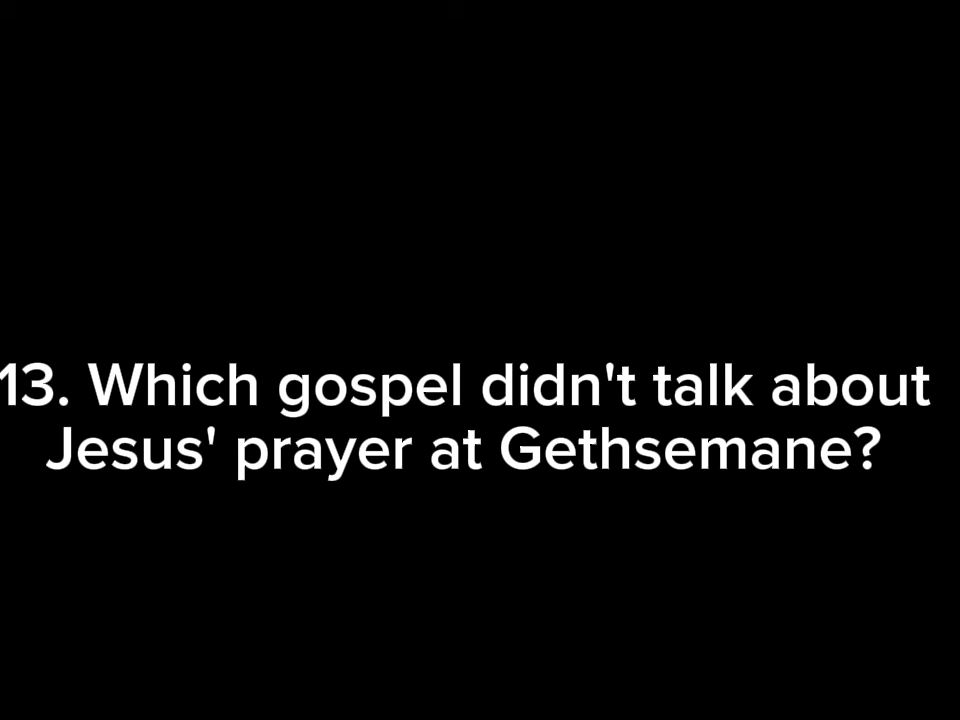 13. Which gospel didn't talk about
Jesus' prayer at Gethsemane?